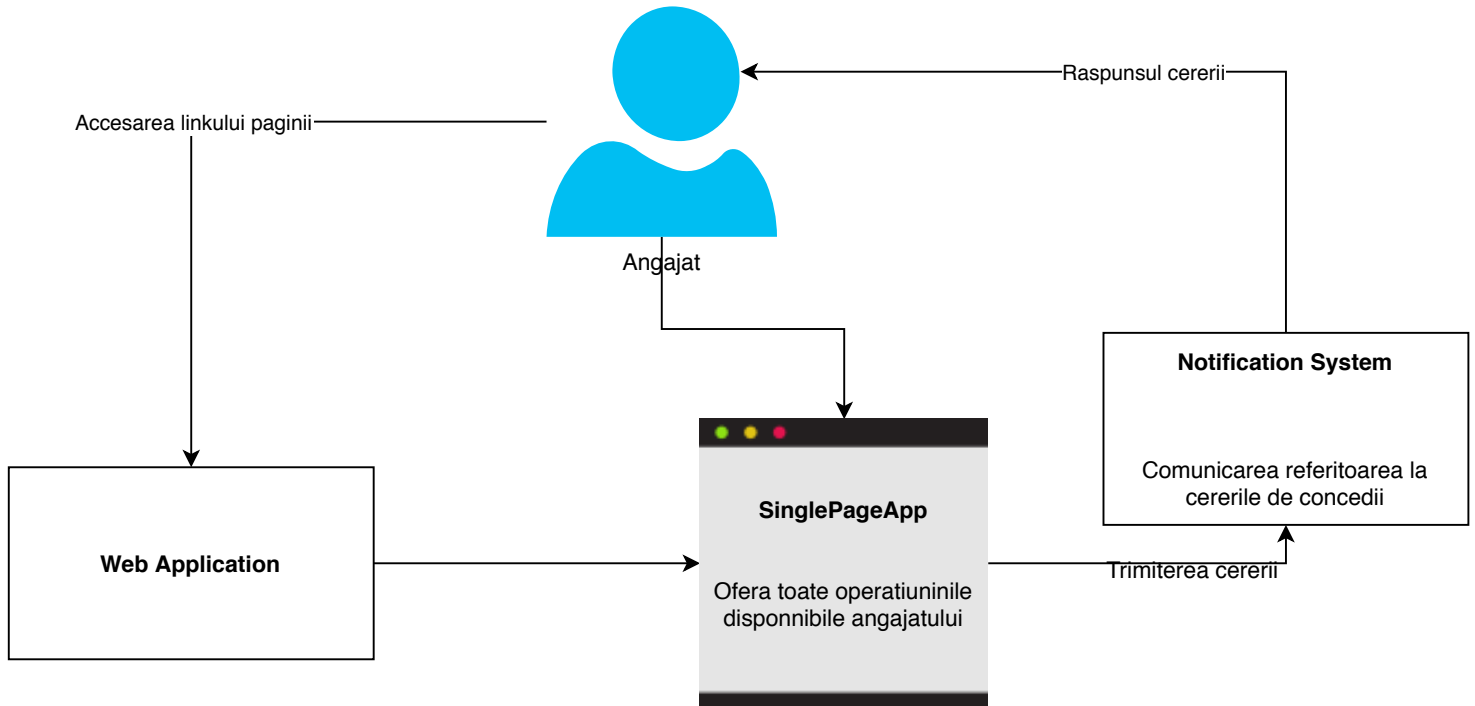 Raspunsul cererii
Accesarea linkului paginii
Angajat
Notification System
Comunicarea referitoarea la
cererile de concedii
SinglePageApp
Web Application
Ofera toate operatiuninile
disponnibile angajatului
Trimiterea cererii